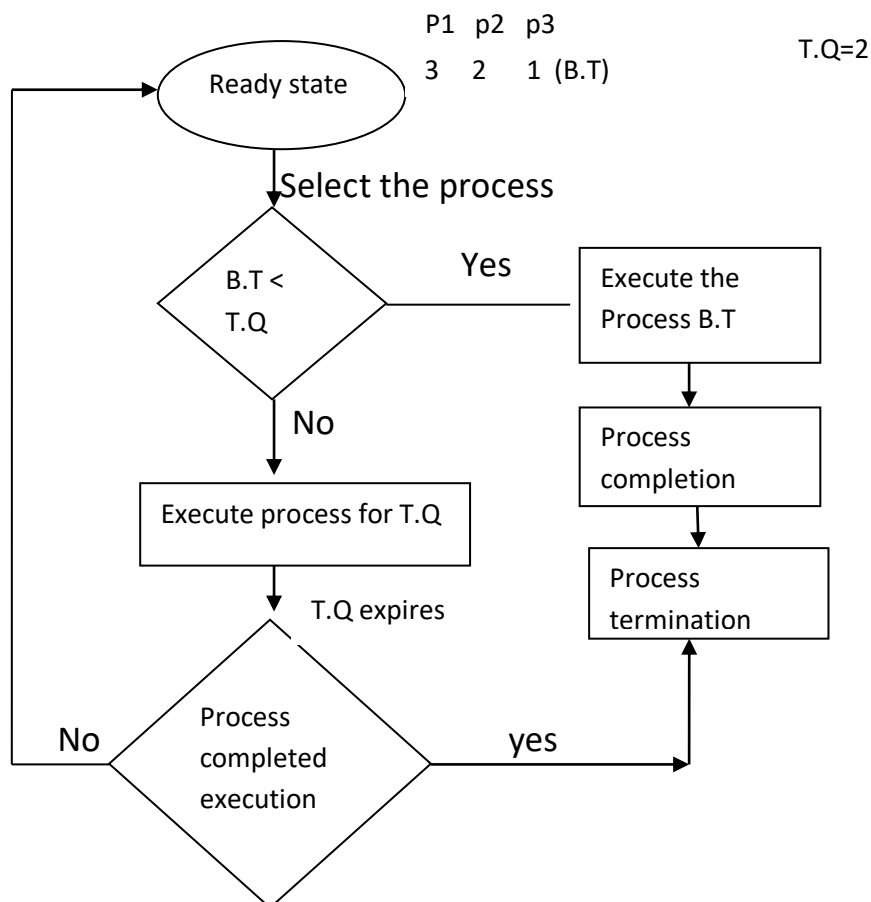 P1 p2 p3
T.Q=2
3 2 1 (B.T)
Ready state
Select the process
B.T <
T.Q
Yes
Execute the
Process B.T
No
Process
completion
Execute process for T.Q
Process
termination
T.Q expires
Process
completed
execution
No
yes